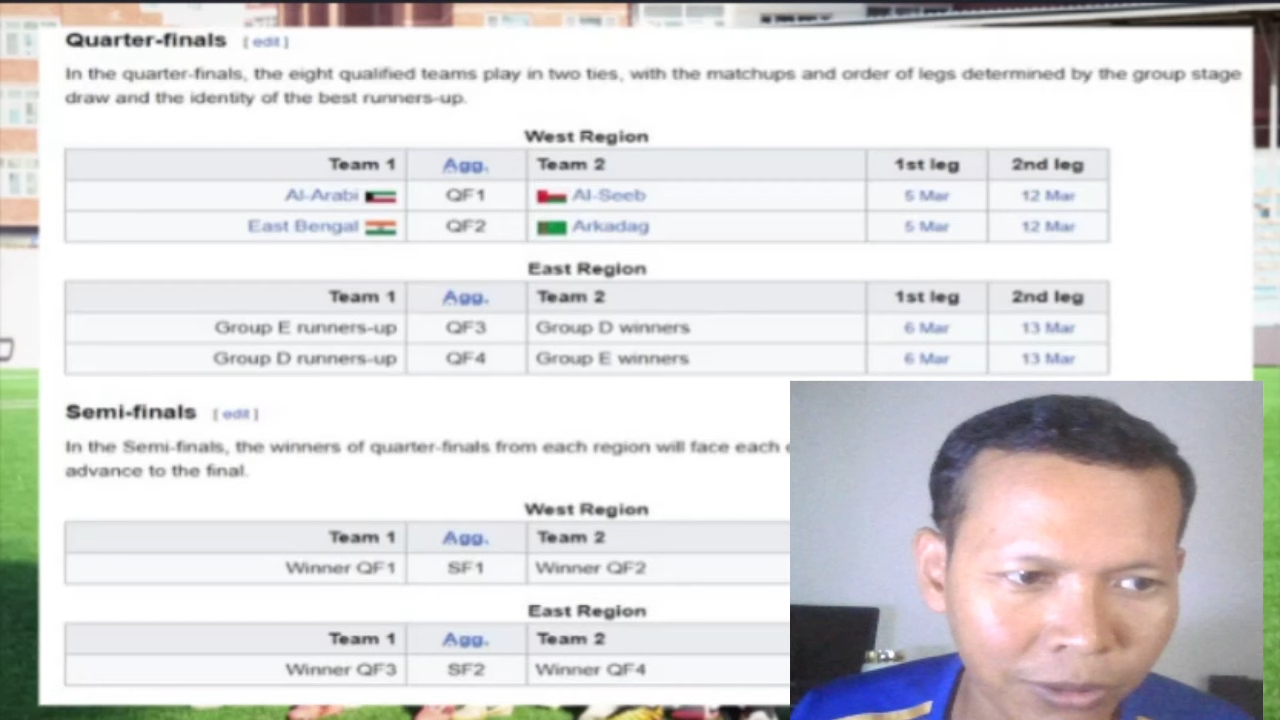 Quarter-finals [ edit ]
In the quarter-finals, the eight qualified teams play in two ties, with the matchups and order of legs determined by the group stage
draw and the identity of the best runners-up.
West Region
Team 1 Agg. Team 2 1st leg 2nd leg
Al-Arabi QF1 Al-Seeb 5 Mar 12 Mar
East Bengal QF2 Arkadag 5 Mar 12 Mar
East Region
Team 1 Agg. Team 2 1st leg 2nd leg
Group E runners-up QF3 Group D winners 6 Mar 13 Mar
Group D runners-up QF4 Group E winners 6 Mar 13 Mar
Semi-finals [ edit ]
In the Semi-finals, the winners of quarter-finals from each region will face each
advance to the final.
West Region
Team 1 Agg. Team 2
Winner QF1 SF1 Winner QF2
East Region
Team 1 Agg. Team 2
Winner QF3 SF2 Winner QF4